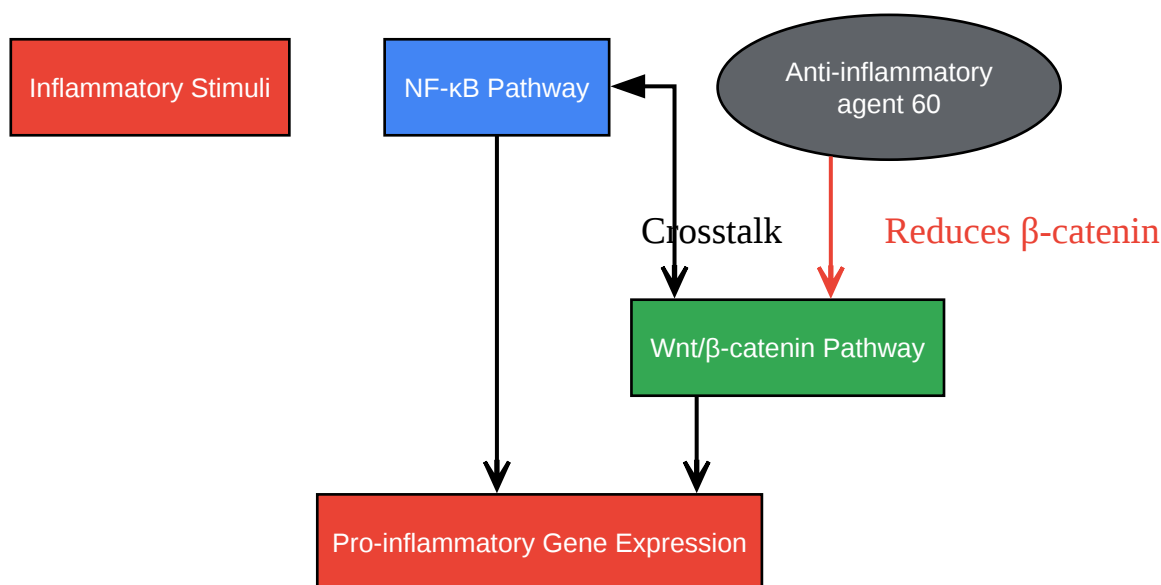 Inflammatory Stimuli
NF-κB Pathway
Anti-inflammatory
agent 60
Crosstalk
Reduces β-catenin
Wnt/β-catenin Pathway
Pro-inflammatory Gene Expression